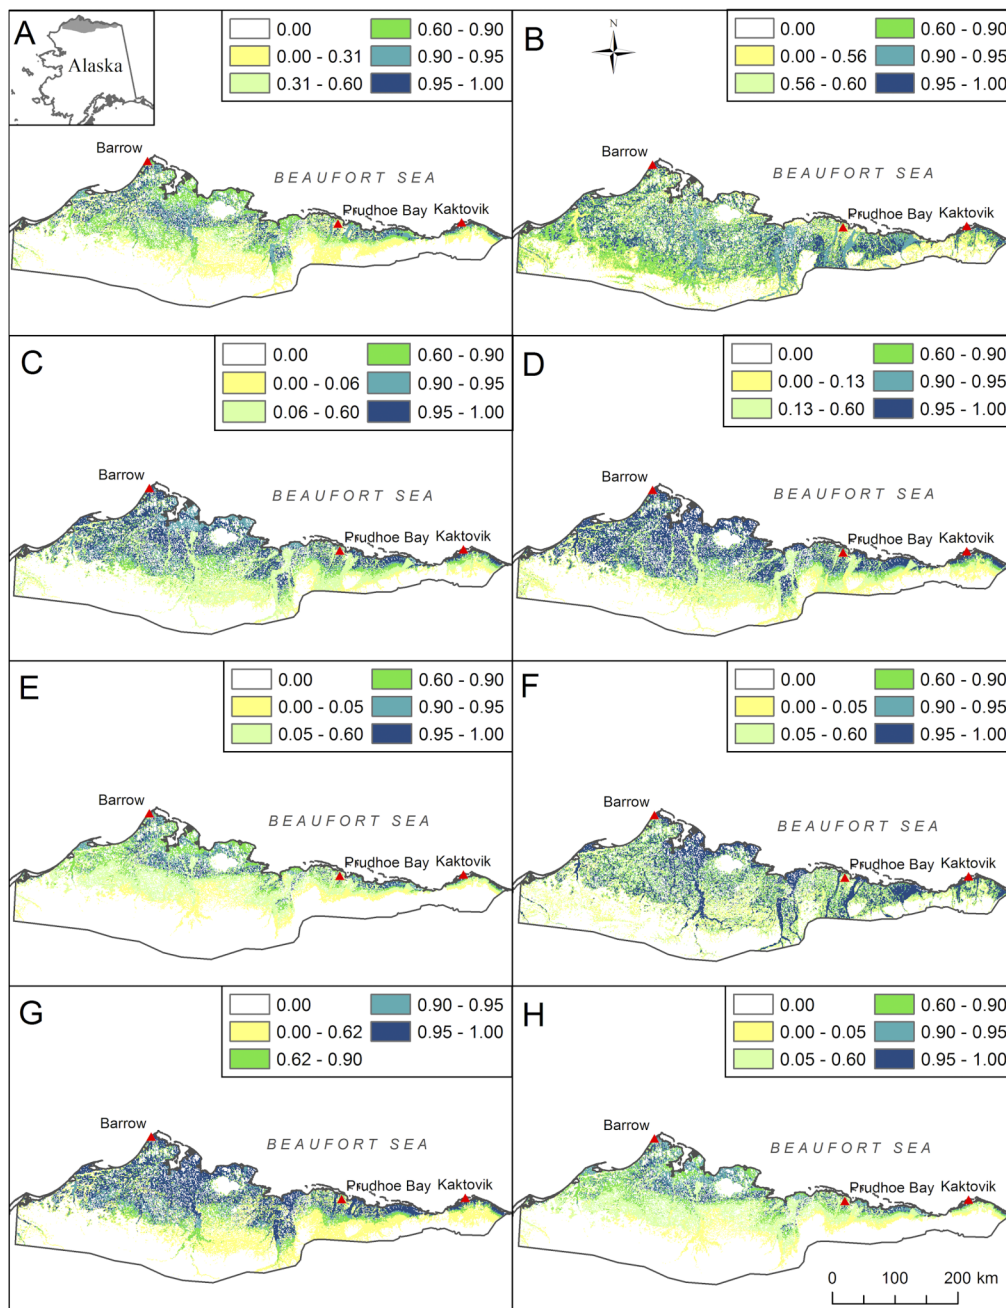 A
Alaska
0.00
0.60 - 0.90
0.00 - 0.31
0.90 - 0.95
0.31 - 0.60
0.95 - 1.00
Barrow
BEAUFORT SEA
Prudhoe Bay
Kaktovik
B
N
0.00
0.60 - 0.90
0.00 - 0.56
0.90 - 0.95
0.56 - 0.60
0.95 - 1.00
Barrow
BEAUFORT SEA
Prudhoe Bay
Kaktovik
C
0.00
0.60 - 0.90
0.00 - 0.06
0.90 - 0.95
0.06 - 0.60
0.95 - 1.00
Barrow
BEAUFORT SEA
Prudhoe Bay
Kaktovik
D
0.00
0.60 - 0.90
0.00 - 0.13
0.90 - 0.95
0.13 - 0.60
0.95 - 1.00
Barrow
BEAUFORT SEA
Prudhoe Bay
Kaktovik
E
0.00
0.60 - 0.90
0.00 - 0.05
0.90 - 0.95
0.05 - 0.60
0.95 - 1.00
Barrow
BEAUFORT SEA
Prudhoe Bay
Kaktovik
F
0.00
0.60 - 0.90
0.00 - 0.05
0.90 - 0.95
0.05 - 0.60
0.95 - 1.00
Barrow
BEAUFORT SEA
Prudhoe Bay
Kaktovik
G
0.00
0.90 - 0.95
0.00 - 0.62
0.95 - 1.00
0.62 - 0.90
Barrow
BEAUFORT SEA
Prudhoe Bay
Kaktovik
H
0.00
0.60 - 0.90
0.00 - 0.05
0.90 - 0.95
0.05 - 0.60
0.95 - 1.00
Barrow
BEAUFORT SEA
Prudhoe Bay
Kaktovik
0 100 200 km